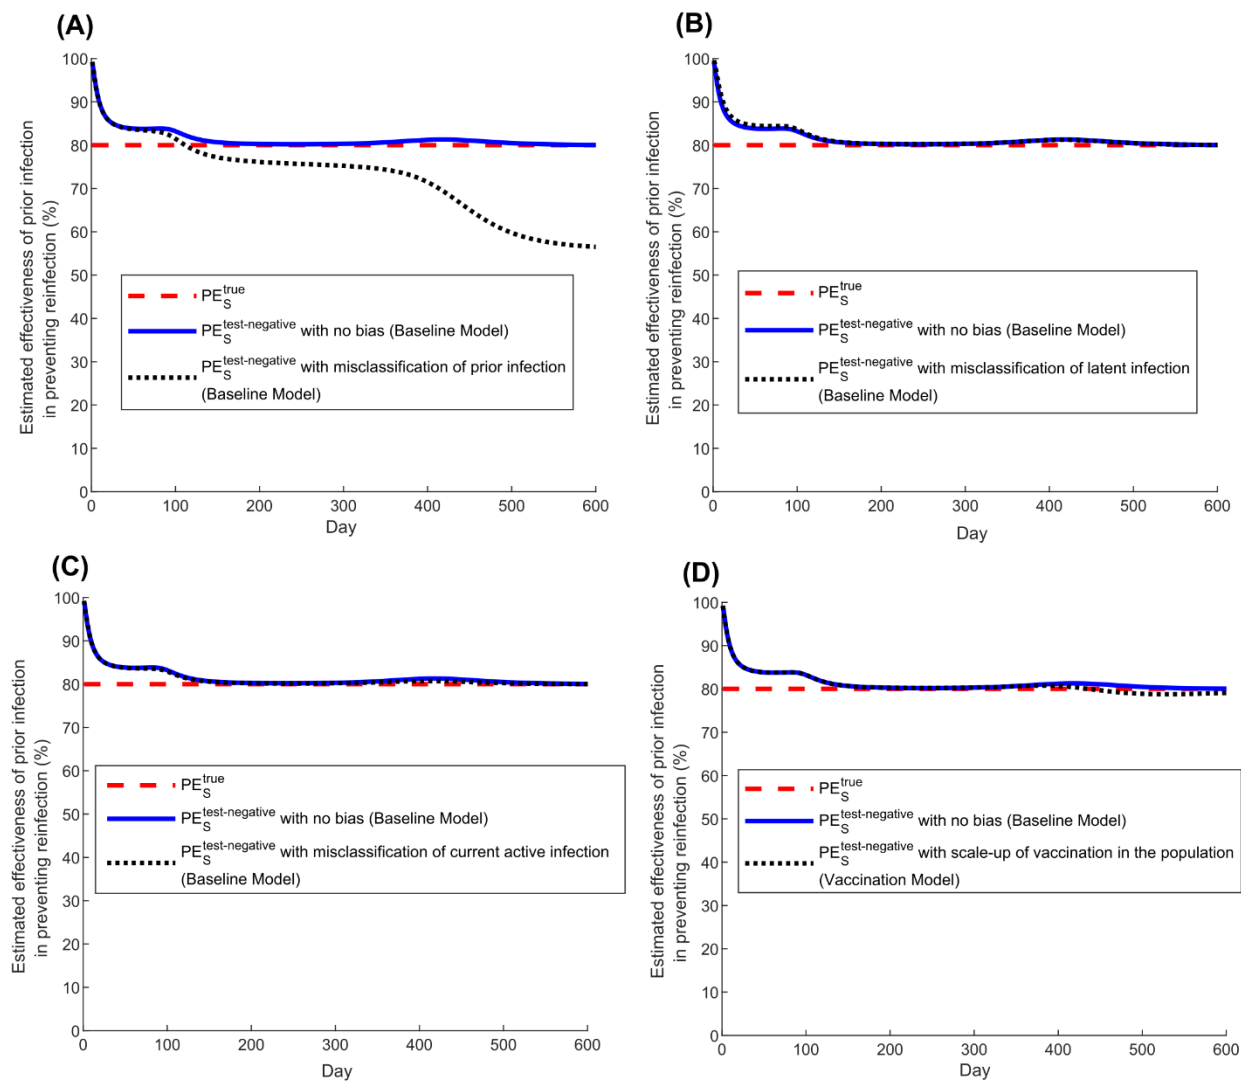 (A)
Estimated effectiveness of prior infection
in preventing reinfection (%)
100
90
80
70
60
50
40
30
20
10
0
PE_S^true
PE_S^test-negative with no bias (Baseline Model)
PE_S^test-negative with misclassification of prior infection
(Baseline Model)
0 100 200 300 400 500 600
Day
(B)
Estimated effectiveness of prior infection
in preventing reinfection (%)
100
90
80
70
60
50
40
30
20
10
0
PE_S^true
PE_S^test-negative with no bias (Baseline Model)
PE_S^test-negative with misclassification of latent infection
(Baseline Model)
0 100 200 300 400 500 600
Day
(C)
Estimated effectiveness of prior infection
in preventing reinfection (%)
100
90
80
70
60
50
40
30
20
10
0
PE_S^true
PE_S^test-negative with no bias (Baseline Model)
PE_S^test-negative with misclassification of current active infection
(Baseline Model)
0 100 200 300 400 500 600
Day
(D)
Estimated effectiveness of prior infection
in preventing reinfection (%)
100
90
80
70
60
50
40
30
20
10
0
PE_S^true
PE_S^test-negative with no bias (Baseline Model)
PE_S^test-negative with scale-up of vaccination in the population
(Vaccination Model)
0 100 200 300 400 500 600
Day